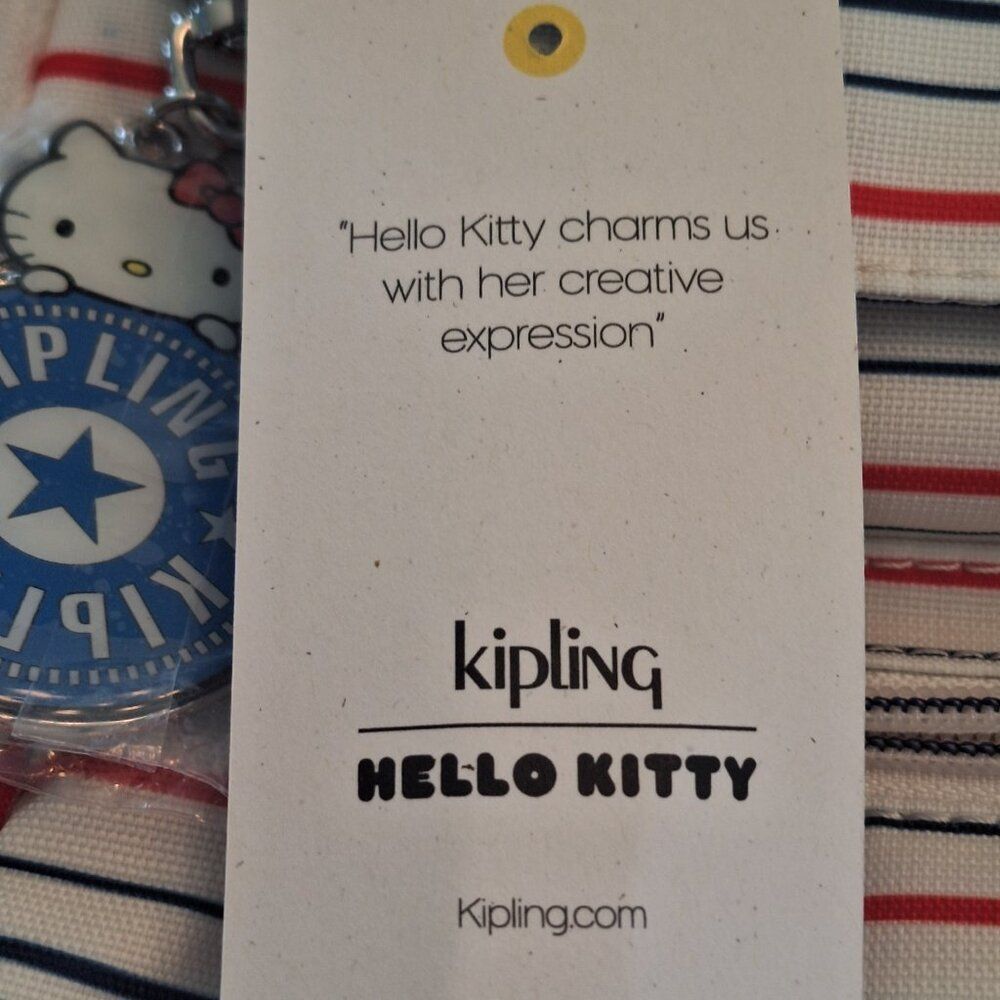 "Hello Kitty charms us
with her creative
expression"
kipling
HELLO KITTY
Kipling.com
KIPLING
KIPL